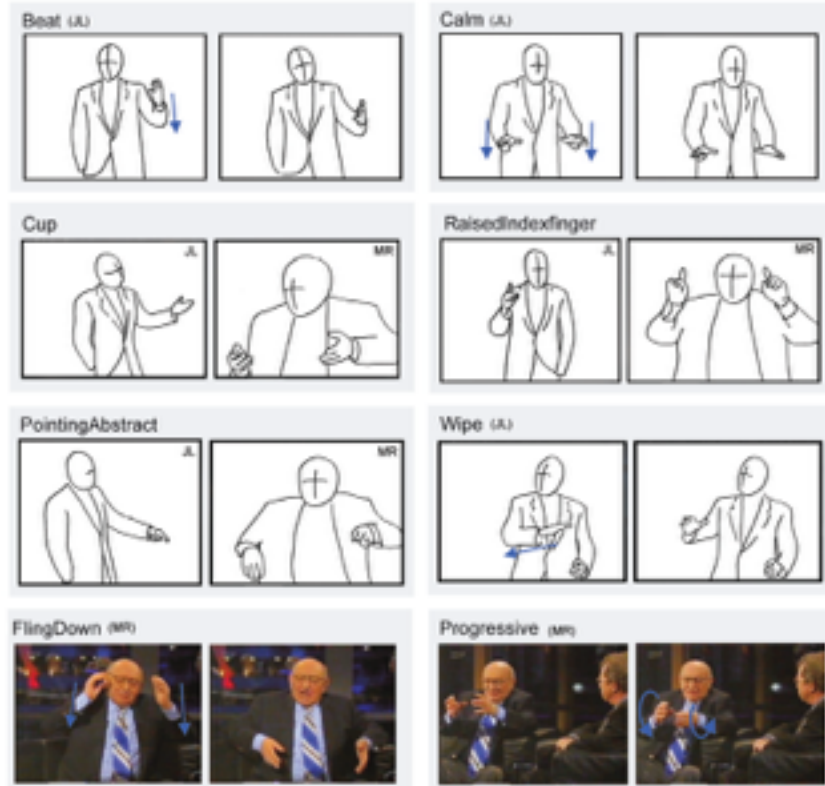 Beat (JL)
Calm (JL)
Cup
JL
MR
RaisedIndexfinger
JL
MR
PointingAbstract
JL
MR
Wipe (JL)
FlingDown (MR)
Progressive (MR)